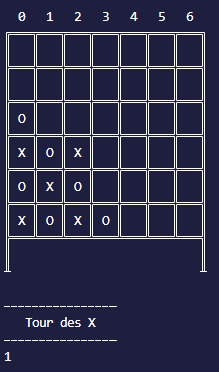 0 1 2 3 4 5 6
O
X O X
O X O
X O X O
Tour des X
1